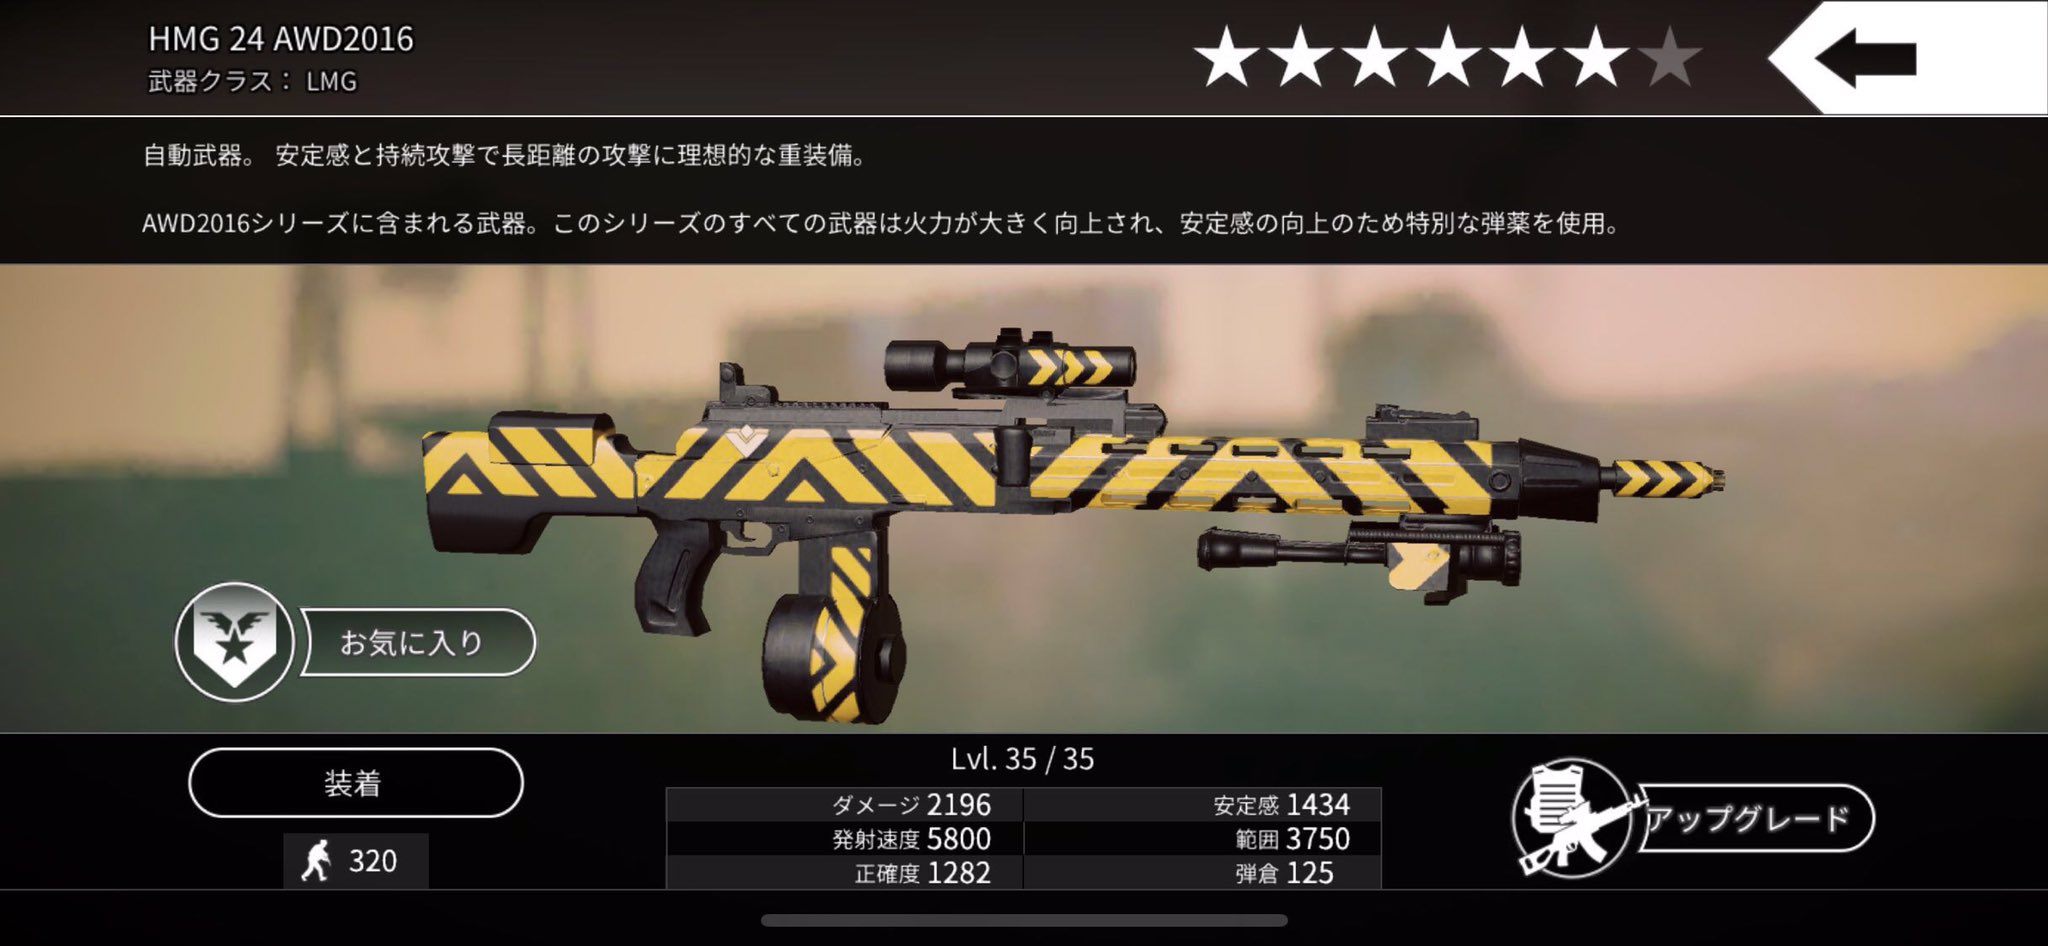 HMG 24 AWD2016
武器クラス： LMG
自動武器。 安定感と持続攻撃で長距離の攻撃に理想的な重装備。
AWD2016シリーズに含まれる武器。このシリーズのすべての武器は火力が大きく向上され、安定感の向上のため特別な弾薬を使用。
お気に入り
装着
320
Lvl. 35 / 35
ダメージ 2196 安定感 1434
発射速度 5800 範囲 3750
正確度 1282 弾倉 125
アップグレード